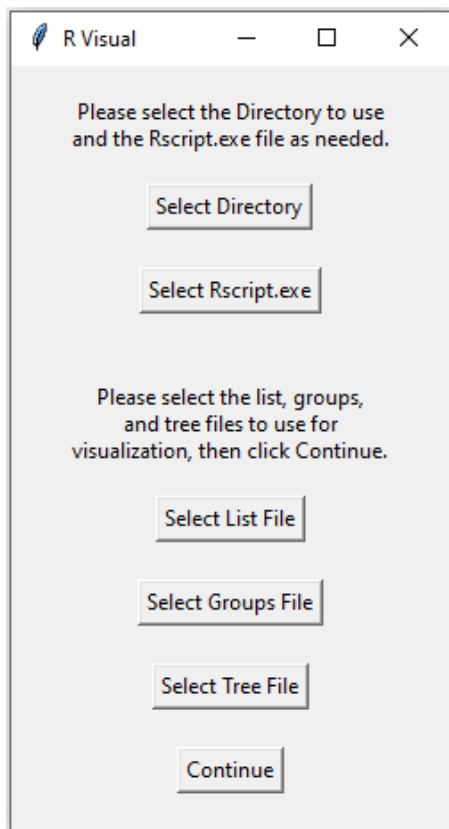 R Visual
Please select the Directory to use
and the Rscript.exe file as needed.
Select Directory
Select Rscript.exe
Please select the list, groups,
and tree files to use for
visualization, then click Continue.
Select List File
Select Groups File
Select Tree File
Continue